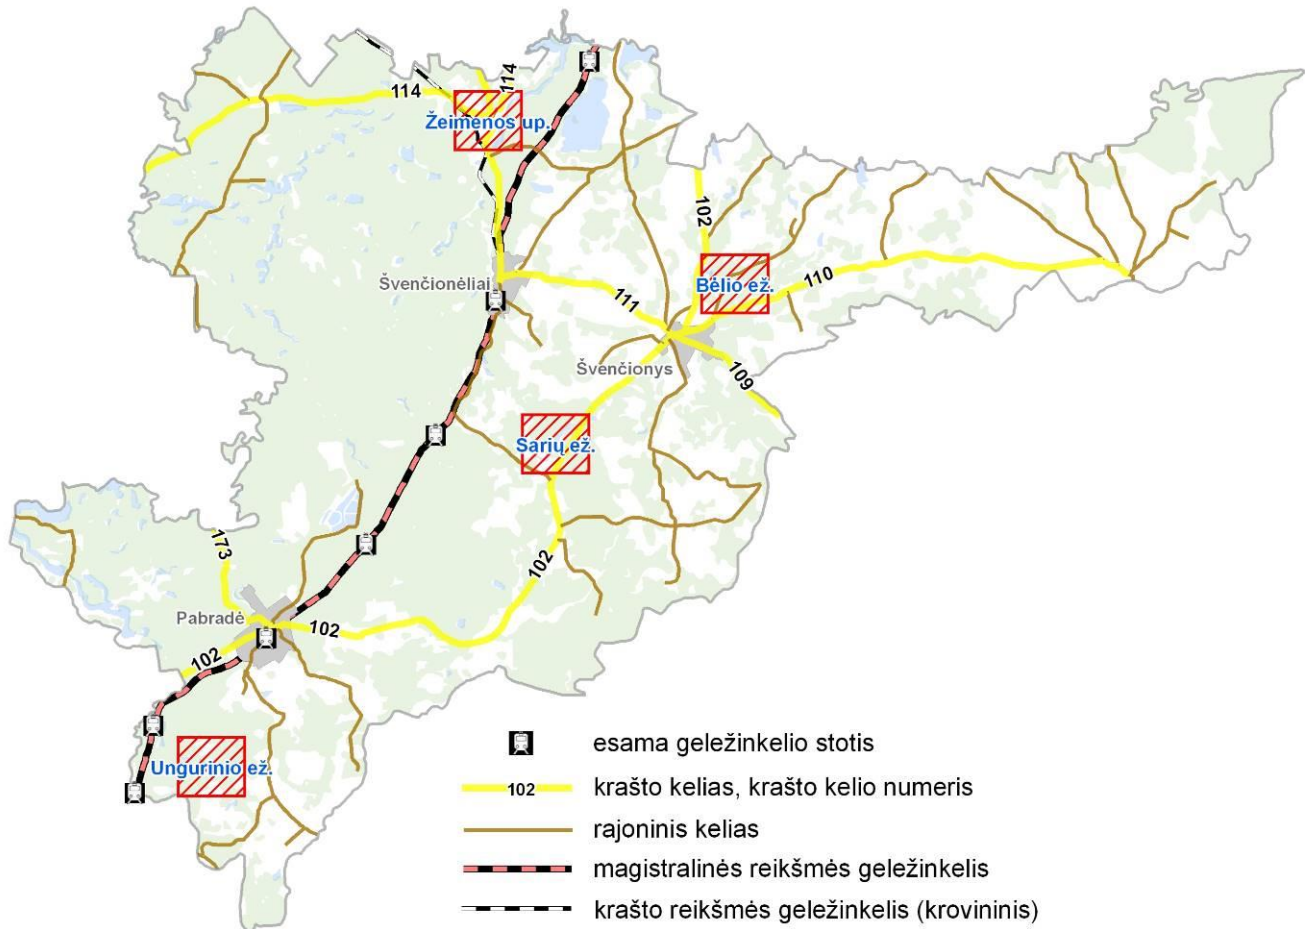 114
114
Žeimenos up.
102
Švenčionėliai
Bėlio ež.
110
111
Švenčionys
109
Sarių ež.
173
102
Pabradė
102
102
Ungurinio ež.
esama geležinkelio stotis
102
krašto kelias, krašto kelio numeris
rajoninis kelias
magistralinės reikšmės geležinkelis
krašto reikšmės geležinkelis (krovininis)